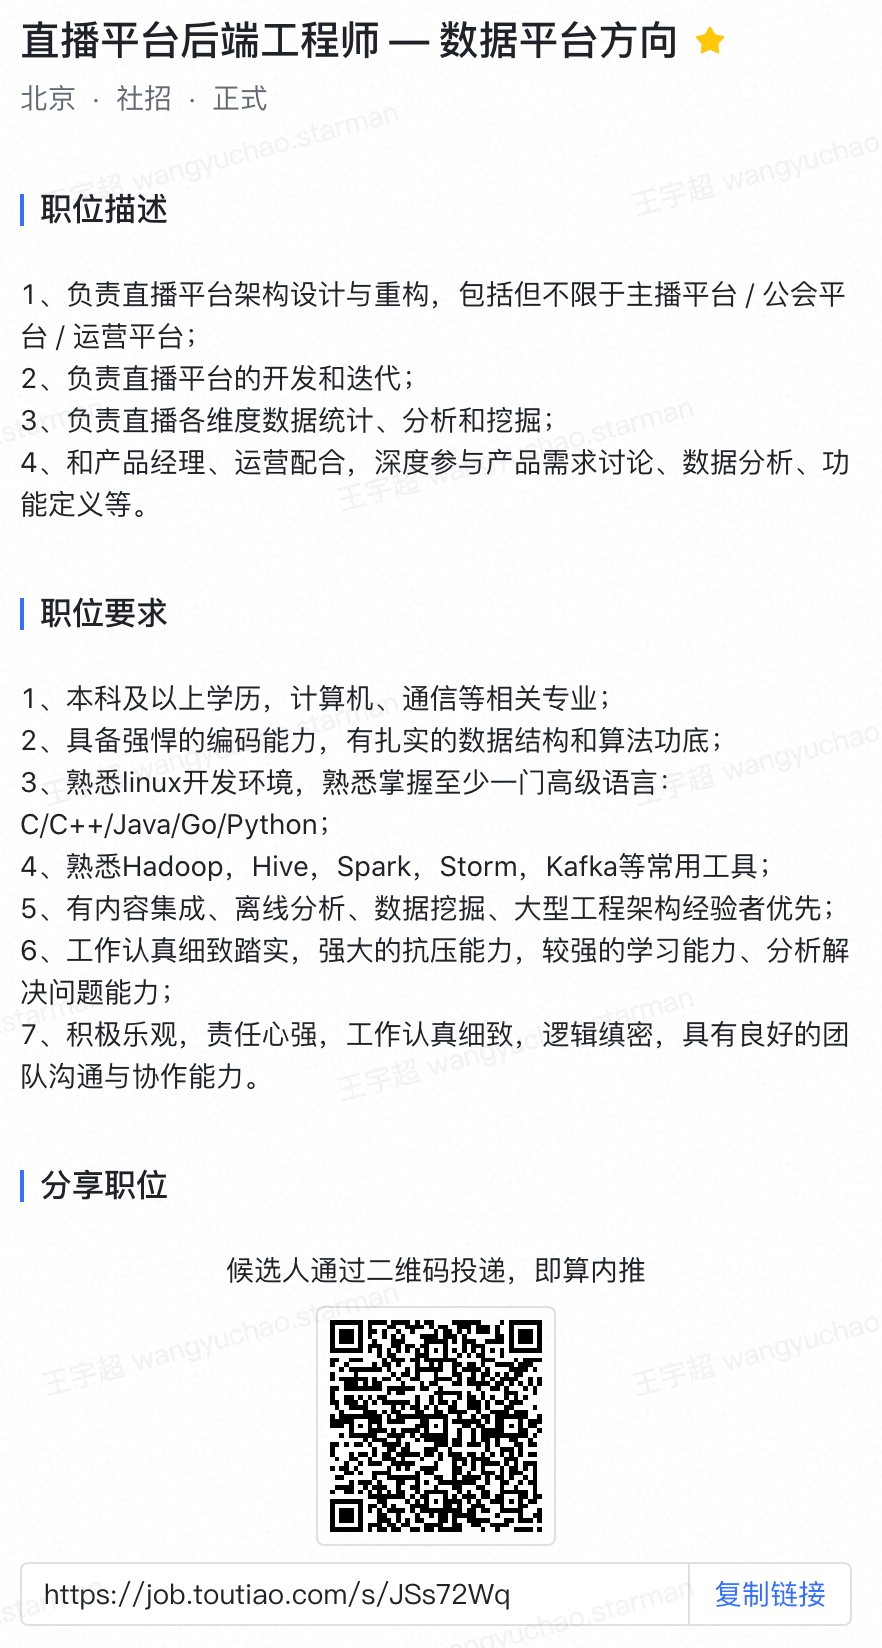 直播平台后端工程师 — 数据平台方向
北京 · 社招 · 正式
职位描述
1、负责直播平台架构设计与重构，包括但不限于主播平台 / 公会平
台 / 运营平台；
2、负责直播平台的开发和迭代；
3、负责直播各维度数据统计、分析和挖掘；
4、和产品经理、运营配合，深度参与产品需求讨论、数据分析、功
能定义等。
职位要求
1、本科及以上学历，计算机、通信等相关专业；
2、具备强悍的编码能力，有扎实的数据结构和算法功底；
3、熟悉linux开发环境，熟悉掌握至少一门高级语言：
C/C++/Java/Go/Python；
4、熟悉Hadoop，Hive，Spark，Storm，Kafka等常用工具；
5、有内容集成、离线分析、数据挖掘、大型工程架构经验者优先；
6、工作认真细致踏实，强大的抗压能力，较强的学习能力、分析解
决问题能力；
7、积极乐观，责任心强，工作认真细致，逻辑缜密，具有良好的团
队沟通与协作能力。
分享职位
候选人通过二维码投递，即算内推
https://job.toutiao.com/s/JSs72Wq 复制链接
王宇超 wangyuchao.starman